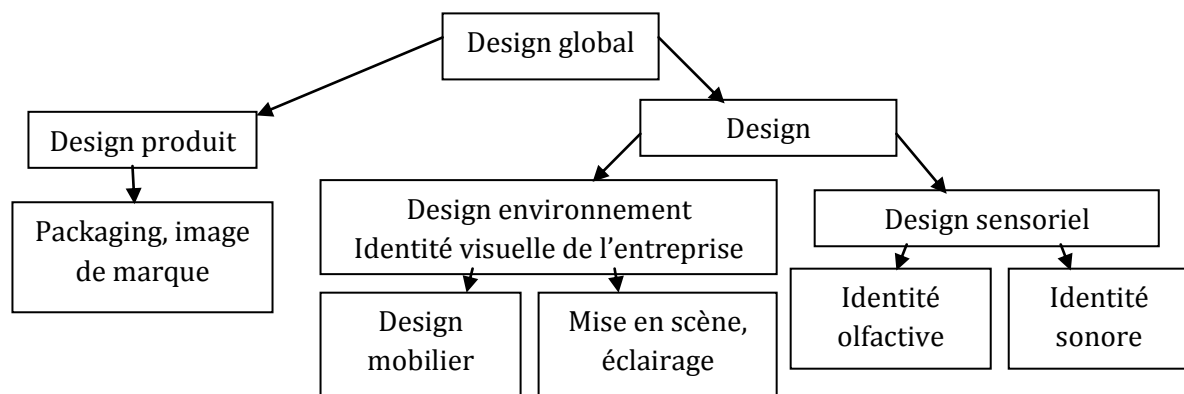 Design global
Design produit
Design
Packaging, image
de marque
Design environnement
Identité visuelle de l'entreprise
Design sensoriel
Design
mobilier
Mise en scène,
éclairage
Identité
olfactive
Identité
sonore